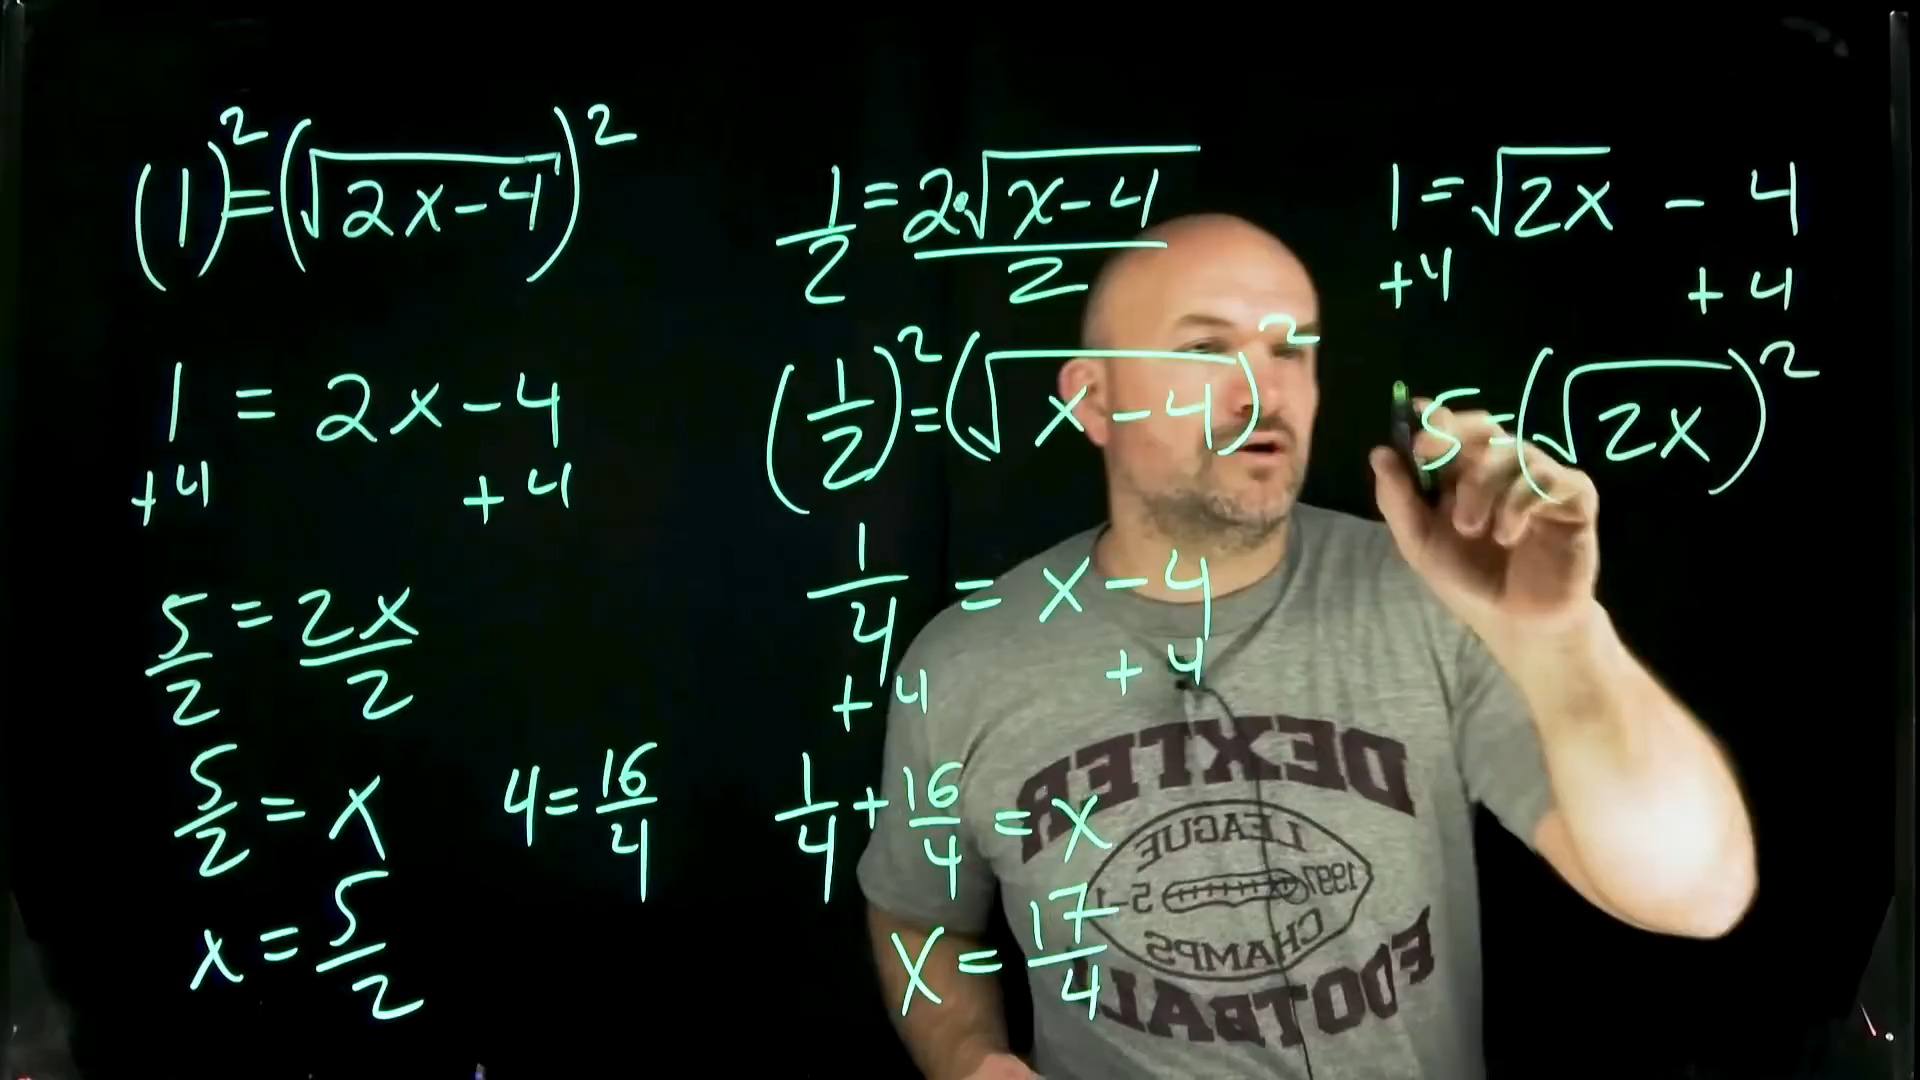 (1)² = (√(2x-4))²
1 = 2x-4
+4 +4
5/2 = 2x/2
5/2 = x
x = 5/2
4 = 16/4
1/2 = 2·√(x-4)/2
(1/2)² = (√(x-4))²
1/4 = x-4
+4 +4
1/4 + 16/4 = x
x = 17/4
1 = √2x - 4
+4 +4
5 = (√2x)²
DEXTER
LEAGUE
1997 5-1
CHAMPS
FOOTBALL